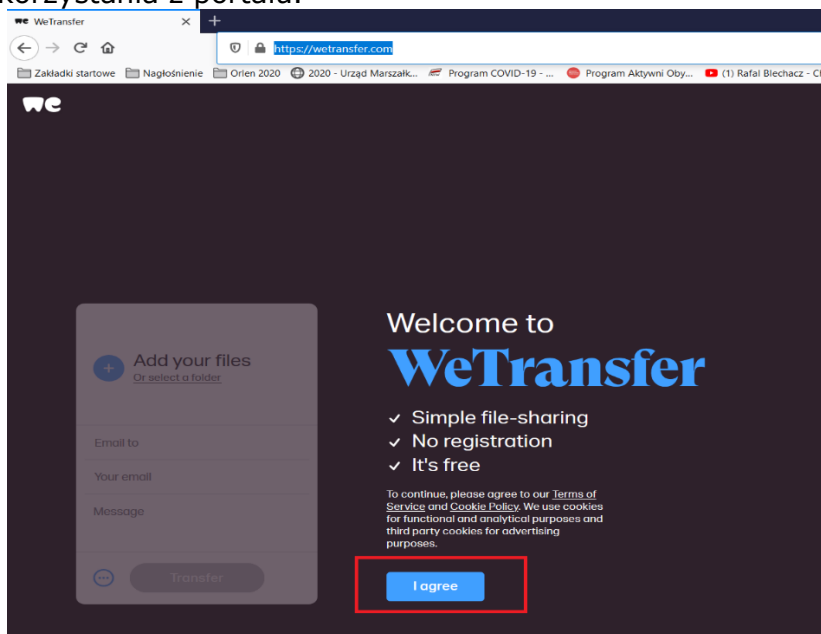 korzystania z portalu.
we WeTransfer × +
https://wetransfer.com
Zakładki startowe Nagłośnienie Orlen 2020 2020 - Urząd Marszałk... Program COVID-19 - ... Program Aktywni Oby... (1) Rafał Blechacz - Ch
we
Welcome to
WeTransfer
Add your files
Or select a folder
Simple file-sharing
No registration
It's free
Email to
Your email
Message
To continue, please agree to our Terms of
Service and Cookie Policy. We use cookies
for functional and analytical purposes and
third party cookies for advertising
purposes.
Transfer
I agree